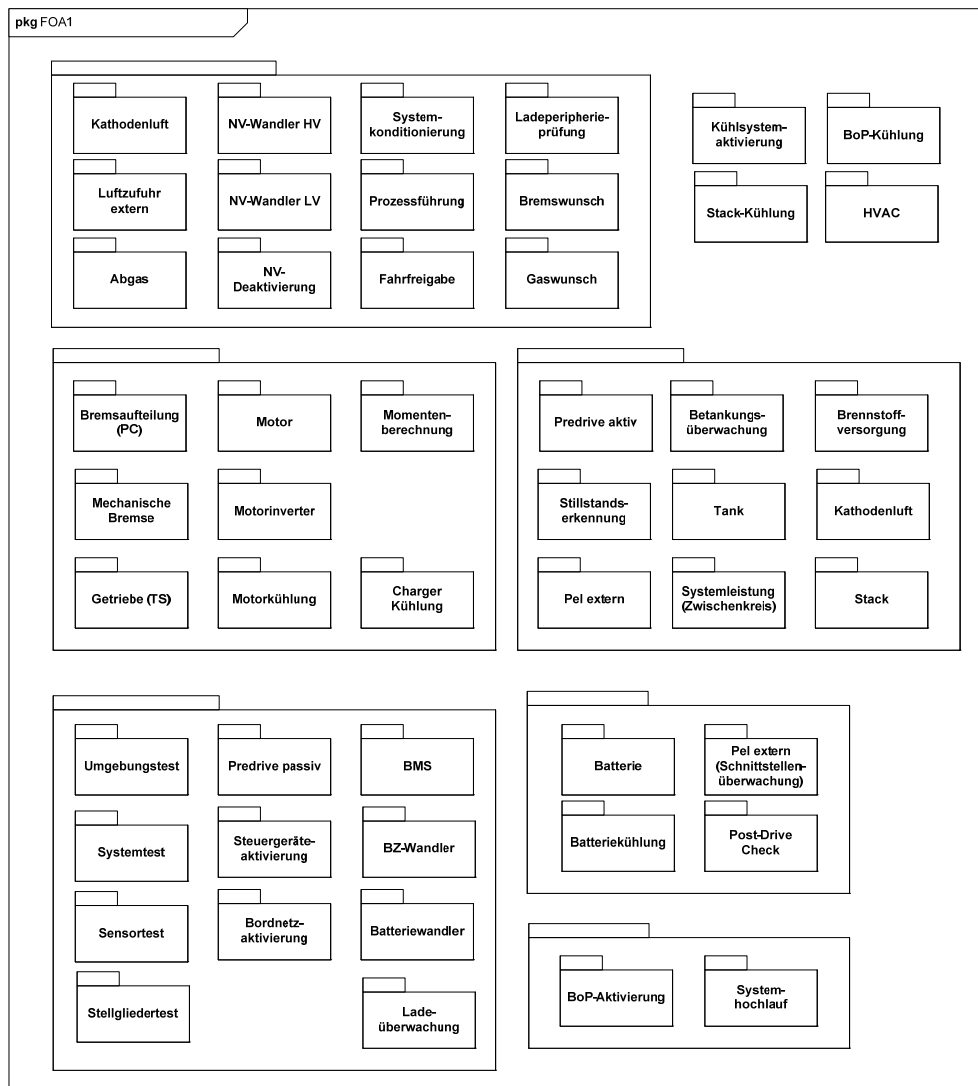 pkg FOA1
Kathodenluft
NV-Wandler HV
System-
konditionierung
Ladeperipherie-
prüfung
Luftzufuhr
extern
NV-Wandler LV
Prozessführung
Bremswunsch
Abgas
NV-
Deaktivierung
Fahrfreigabe
Gaswunsch
Kühlsystem-
aktivierung
BoP-Kühlung
Stack-Kühlung
HVAC
Bremsaufteilung
(PC)
Motor
Momenten-
berechnung
Mechanische
Bremse
Motorinverter
Getriebe (TS)
Motorkühlung
Charger
Kühlung
Predrive aktiv
Betankungs-
überwachung
Brennstoff-
versorgung
Stillstands-
erkennung
Tank
Kathodenluft
Pel extern
Systemleistung
(Zwischenkreis)
Stack
Umgebungstest
Predrive passiv
BMS
Systemtest
Steuergeräte-
aktivierung
BZ-Wandler
Sensortest
Bordnetz-
aktivierung
Batteriewandler
Stellgliedertest
Lade-
überwachung
Batterie
Pel extern
(Schnittstellen-
überwachung)
Batteriekühlung
Post-Drive
Check
BoP-Aktivierung
System-
hochlauf